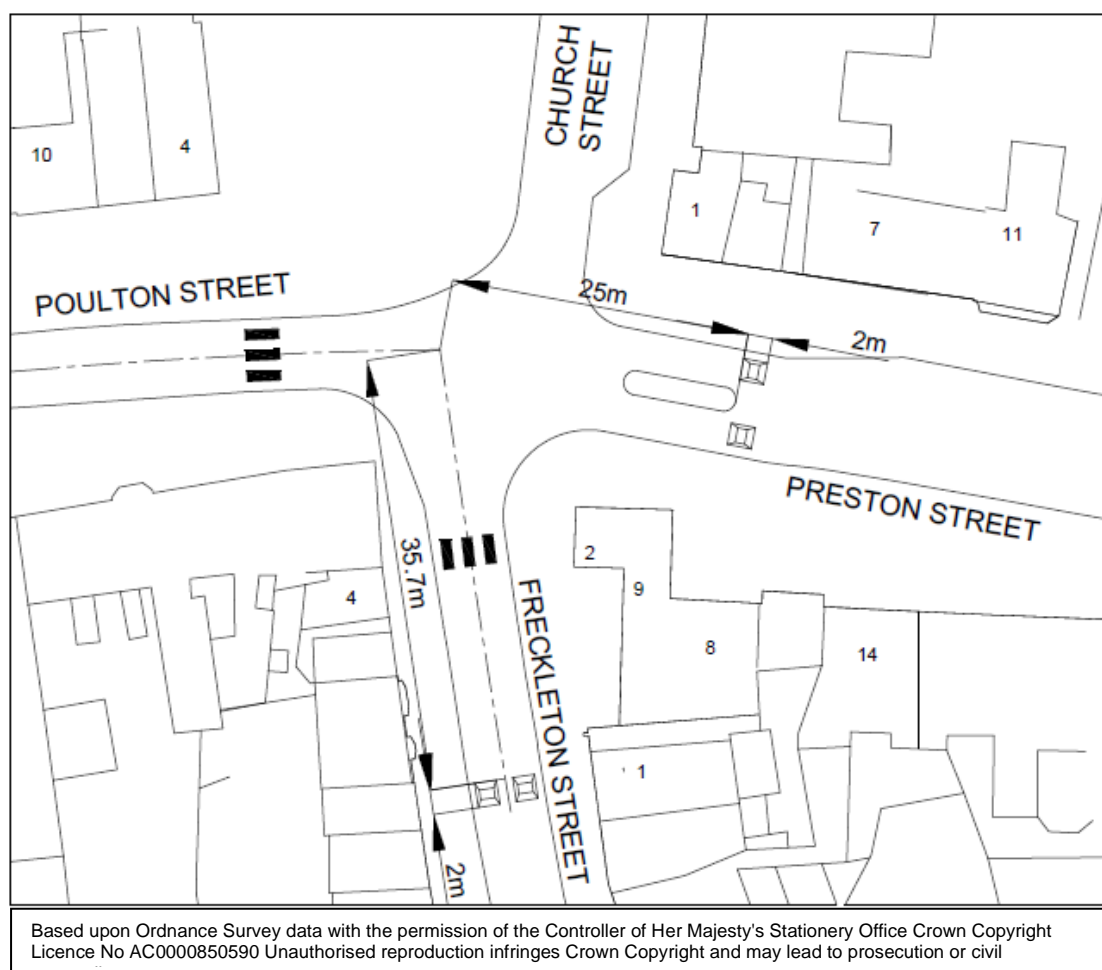 CHURCH
STREET
10
4
1
7
11
POULTON STREET
25m
2m
PRESTON STREET
35.7m
2
9
4
FRECKLETON STREET
8
14
1
2m
Based upon Ordnance Survey data with the permission of the Controller of Her Majesty's Stationery Office Crown Copyright
Licence No AC0000850590 Unauthorised reproduction infringes Crown Copyright and may lead to prosecution or civil